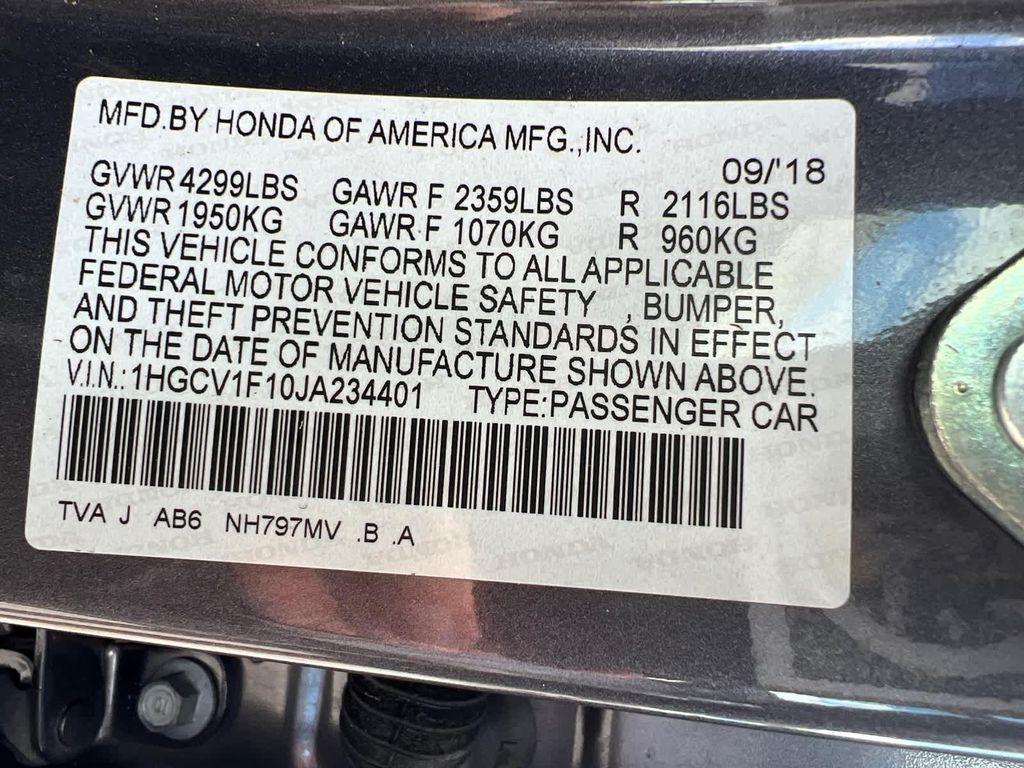 MFD.BY HONDA OF AMERICA MFG.,INC.
09/'18
GVWR 4299LBS GAWR F 2359LBS R 2116LBS
GVWR 1950KG GAWR F 1070KG R 960KG
THIS VEHICLE CONFORMS TO ALL APPLICABLE
FEDERAL MOTOR VEHICLE SAFETY , BUMPER,
AND THEFT PREVENTION STANDARDS IN EFFECT
ON THE DATE OF MANUFACTURE SHOWN ABOVE.
V.I.N.: 1HGCV1F10JA234401 TYPE:PASSENGER CAR
TVA J AB6 NH797MV .B .A